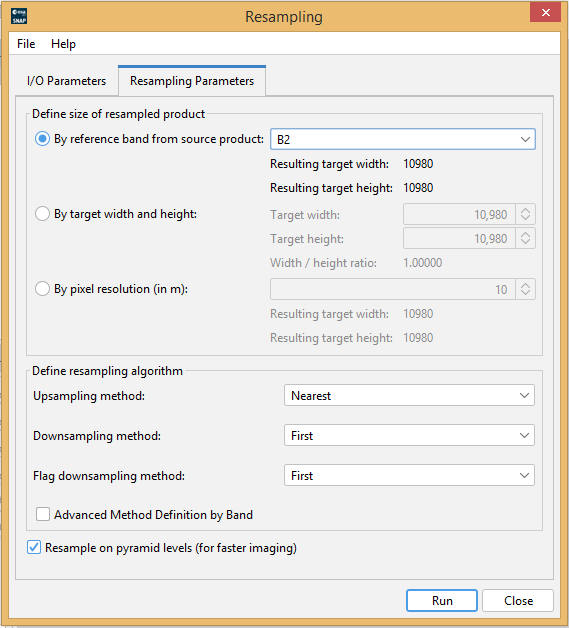 esa
SNAP
Resampling
File Help
I/O Parameters Resampling Parameters
Define size of resampled product
By reference band from source product: B2
Resulting target width: 10980
Resulting target height: 10980
By target width and height: Target width: 10,980
Target height: 10,980
Width / height ratio: 1.00000
By pixel resolution (in m): 10
Resulting target width: 10980
Resulting target height: 10980
Define resampling algorithm
Upsampling method: Nearest
Downsampling method: First
Flag downsampling method: First
Advanced Method Definition by Band
Resample on pyramid levels (for faster imaging)
Run Close